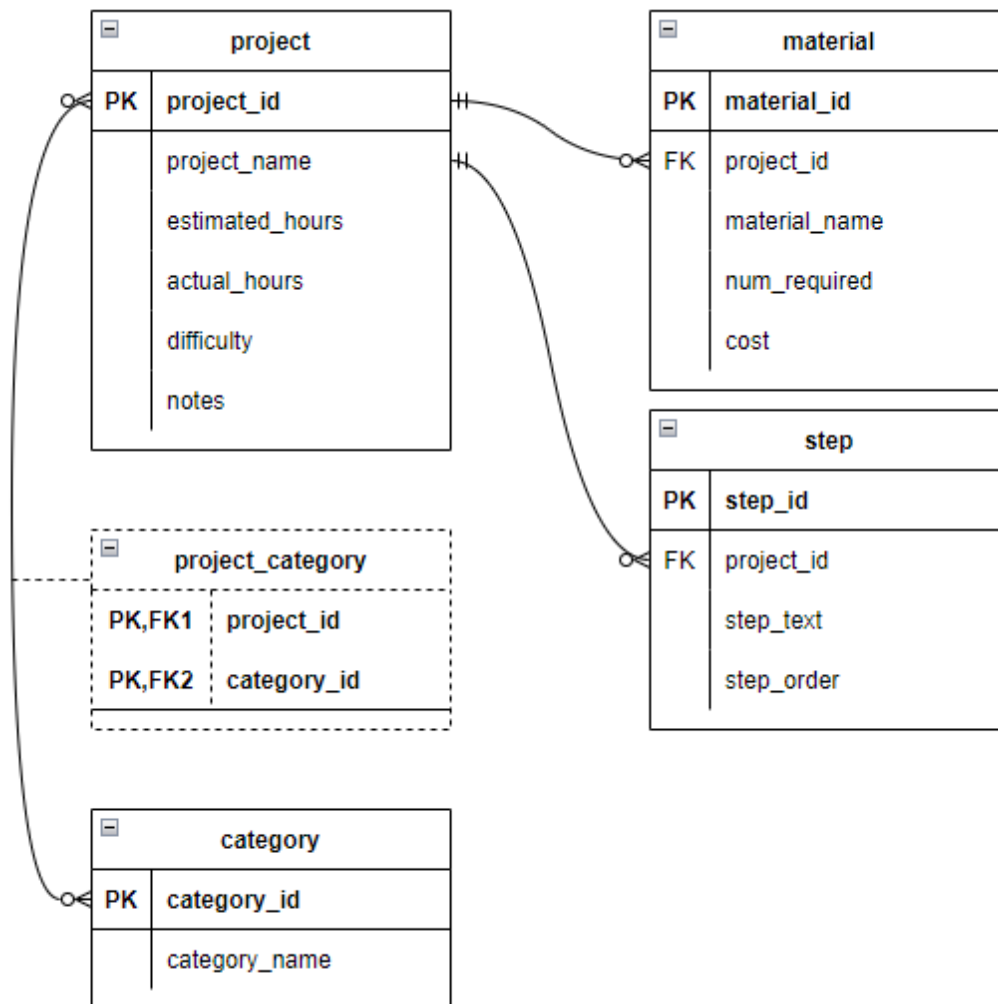 project
PK project_id
project_name
estimated_hours
actual_hours
difficulty
notes
material
PK material_id
FK project_id
material_name
num_required
cost
step
PK step_id
FK project_id
step_text
step_order
project_category
PK,FK1 project_id
PK,FK2 category_id
category
PK category_id
category_name